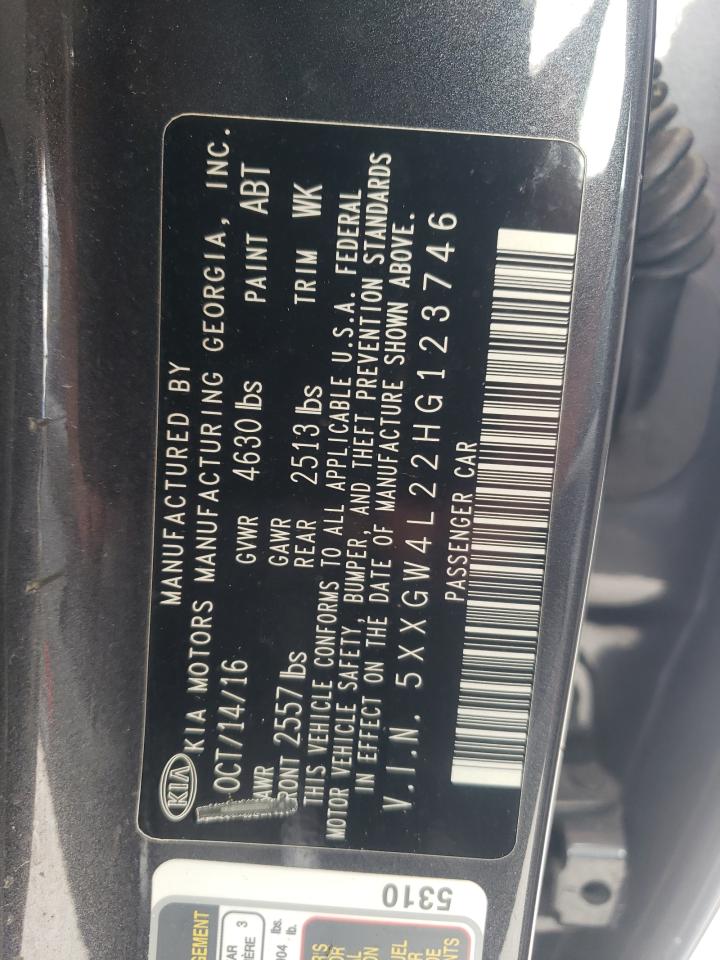 KIA
MANUFACTURED BY
KIA MOTORS MANUFACTURING GEORGIA, INC.
OCT/14/16 GVWR 4630 lbs PAINT ABT
GAWR
2557 lbs REAR 2513 lbs TRIM WK
THIS VEHICLE CONFORMS TO ALL APPLICABLE U.S.A. FEDERAL
MOTOR VEHICLE SAFETY, BUMPER, AND THEFT PREVENTION STANDARDS
IN EFFECT ON THE DATE OF MANUFACTURE SHOWN ABOVE.
V.I.N. 5XXGW4L22HG123746
PASSENGER CAR
5310